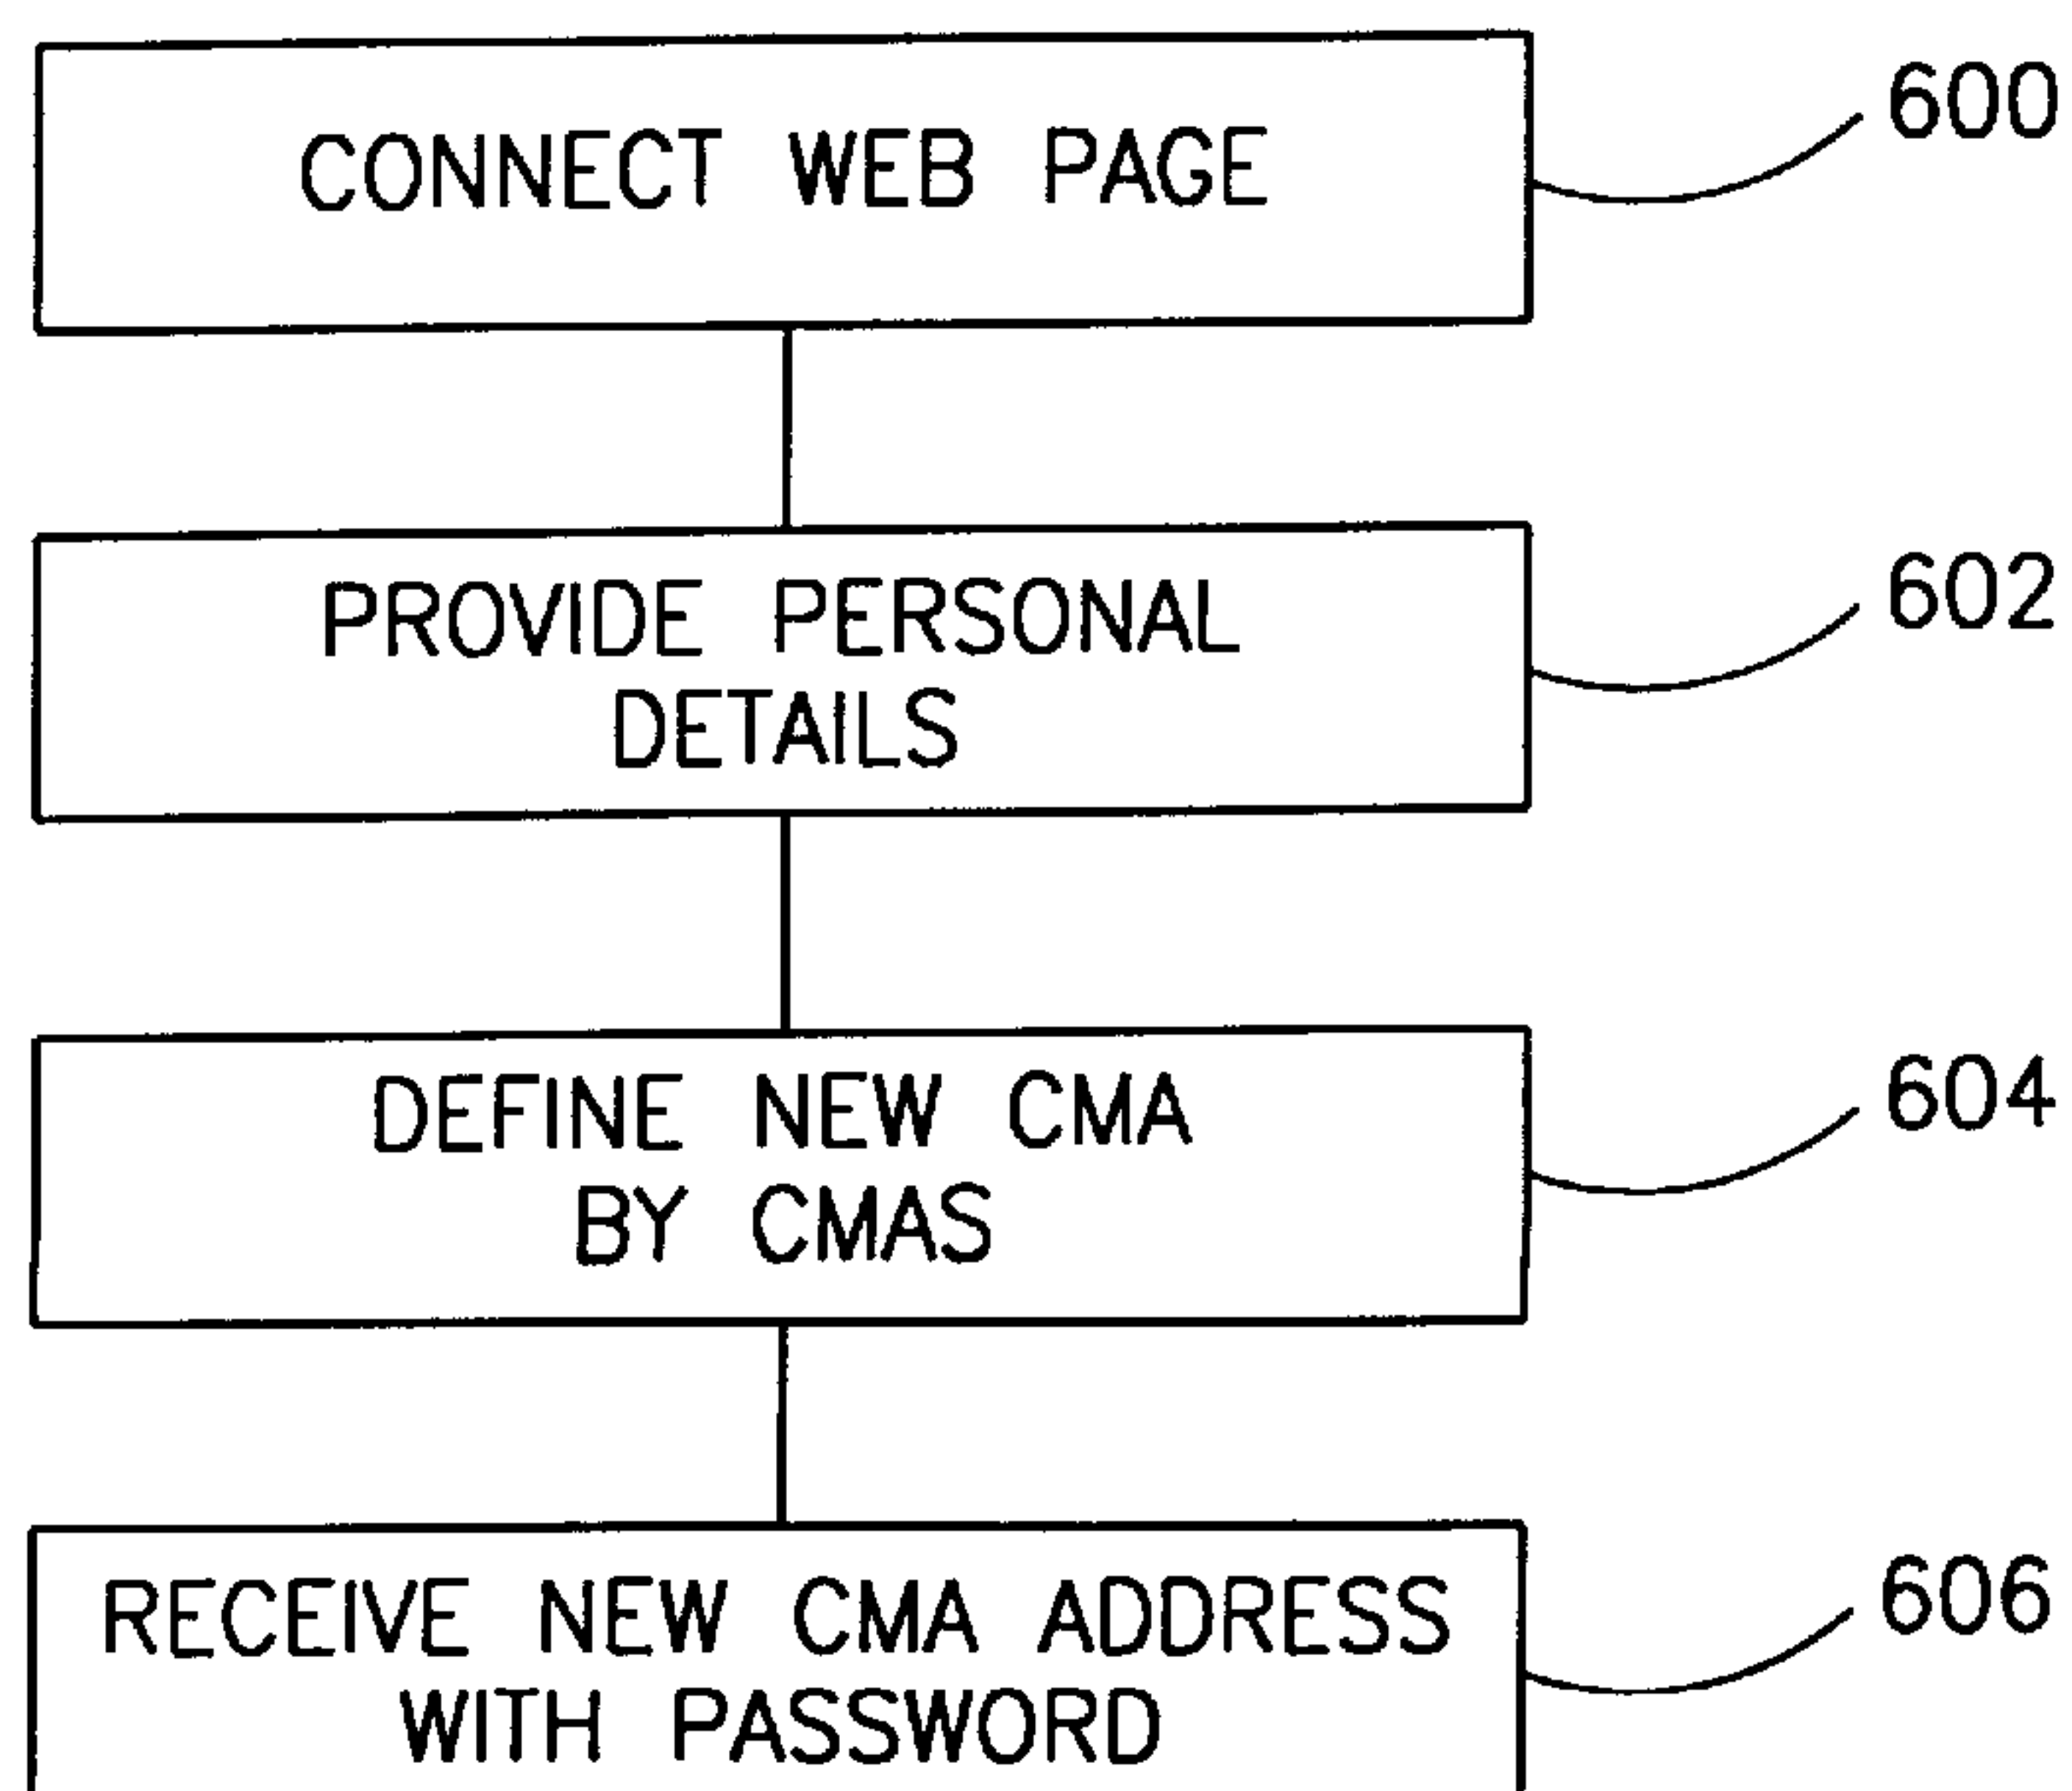 CONNECT WEB PAGE
600
PROVIDE PERSONAL
DETAILS
602
DEFINE NEW CMA
BY CMAS
604
RECEIVE NEW CMA ADDRESS
WITH PASSWORD
606